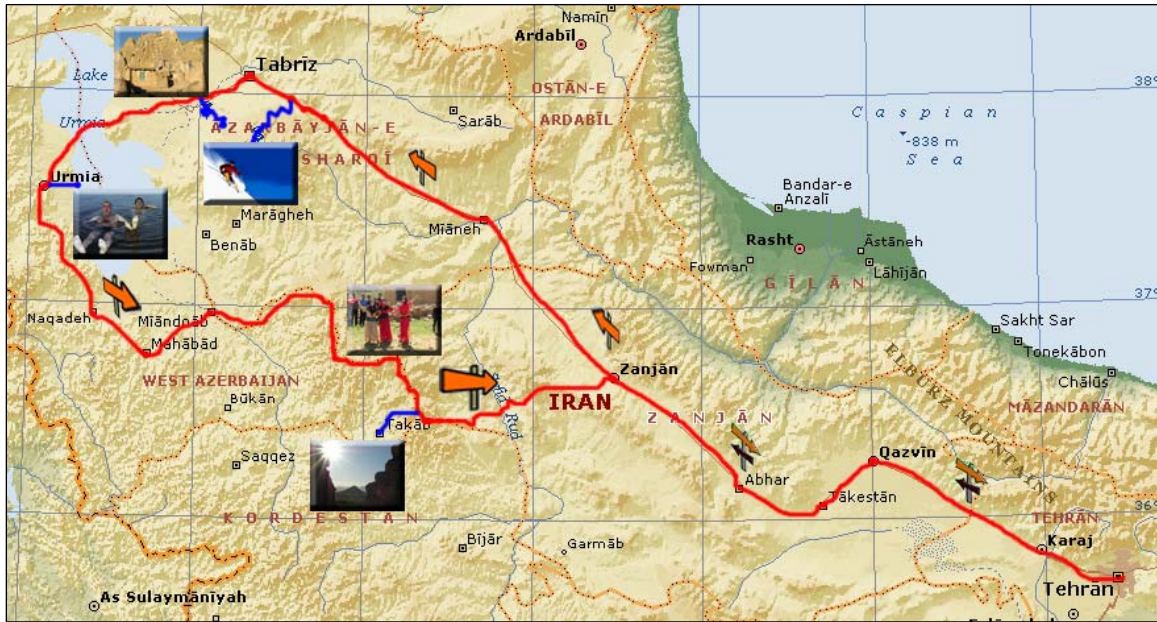 Namīn
Ardabīl
Tabrīz
Lake
Urmia
38°
OSTĀN-E
ARDABĪL
Sarāb
Caspian
-838 m
Sea
SHARQĪ
Urmia
Bandar-e
Anzalī
Marāgheh
Mīāneh
Benāb
Rasht
Āstāneh
Fowman
Lāhījān
GĪLĀN
37°
Naqadeh
Mīāndoāb
Sakht Sar
Mahābād
Tonekābon
ELBURZ MOUNTAINS
Chālūs
Zanjān
WEST AZERBAIJAN
IRAN
MĀZANDARĀN
Būkān
ZANJĀN
Rud
Takāb
Qazvīn
Saqqez
Abhar
Tākestān
KORDESTĀN
36°
TEHRĀN
Bījār
Garmāb
Karaj
Tehrān
As Sulaymānīyah